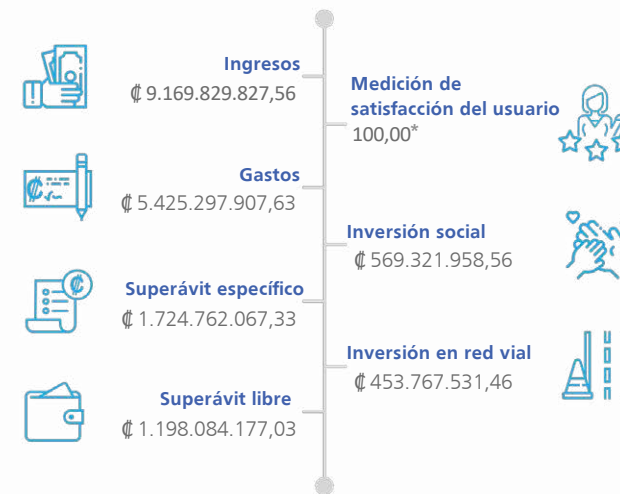 Ingresos
₡ 9.169.829.827,56
Medición de
satisfacción del usuario
100,00*
Gastos
₡ 5.425.297.907,63
Inversión social
₡ 569.321.958,56
Superávit específico
₡ 1.724.762.067,33
Inversión en red vial
₡ 453.767.531,46
Superávit libre
₡ 1.198.084.177,03